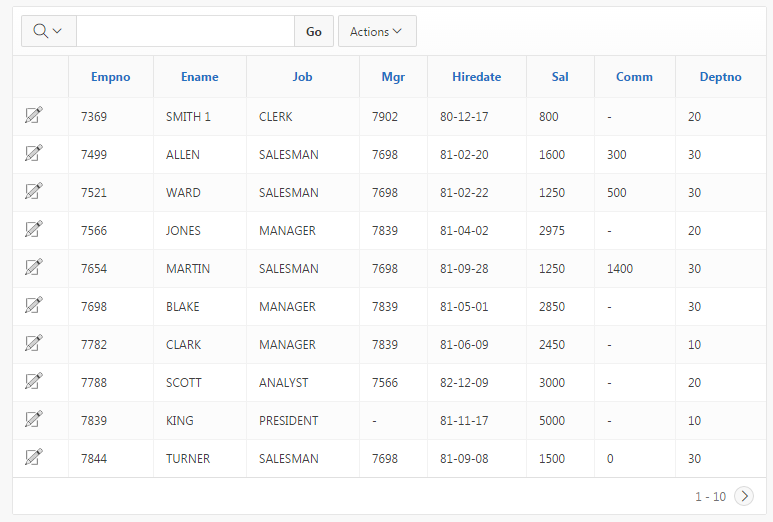 Go Actions
Empno Ename Job Mgr Hiredate Sal Comm Deptno
7369 SMITH 1 CLERK 7902 80-12-17 800 - 20
7499 ALLEN SALESMAN 7698 81-02-20 1600 300 30
7521 WARD SALESMAN 7698 81-02-22 1250 500 30
7566 JONES MANAGER 7839 81-04-02 2975 - 20
7654 MARTIN SALESMAN 7698 81-09-28 1250 1400 30
7698 BLAKE MANAGER 7839 81-05-01 2850 - 30
7782 CLARK MANAGER 7839 81-06-09 2450 - 10
7788 SCOTT ANALYST 7566 82-12-09 3000 - 20
7839 KING PRESIDENT - 81-11-17 5000 - 10
7844 TURNER SALESMAN 7698 81-09-08 1500 0 30
1 - 10